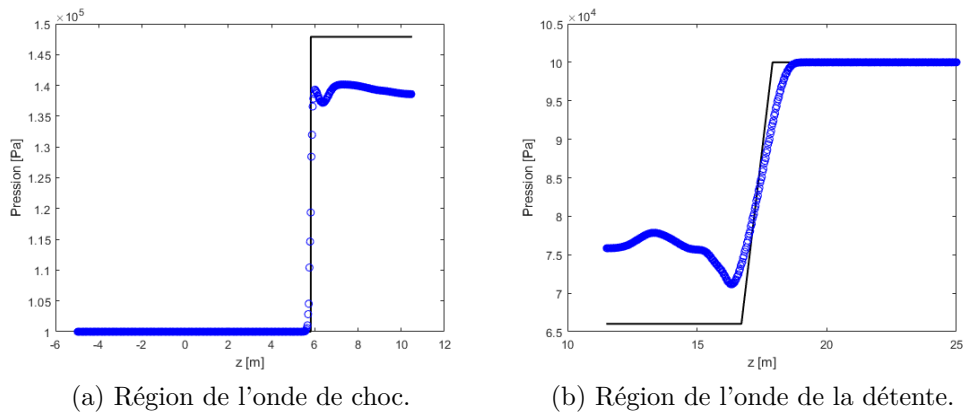 ×10⁵
1.5
1.45
1.4
1.35
1.3
1.25
1.2
1.15
1.1
1.05
1
Pression [Pa]
-6 -4 -2 0 2 4 6 8 10 12
z [m]
(a) Région de l'onde de choc.
×10⁴
10.5
10
9.5
9
8.5
8
7.5
7
6.5
Pression [Pa]
10 15 20 25
z [m]
(b) Région de l'onde de la détente.